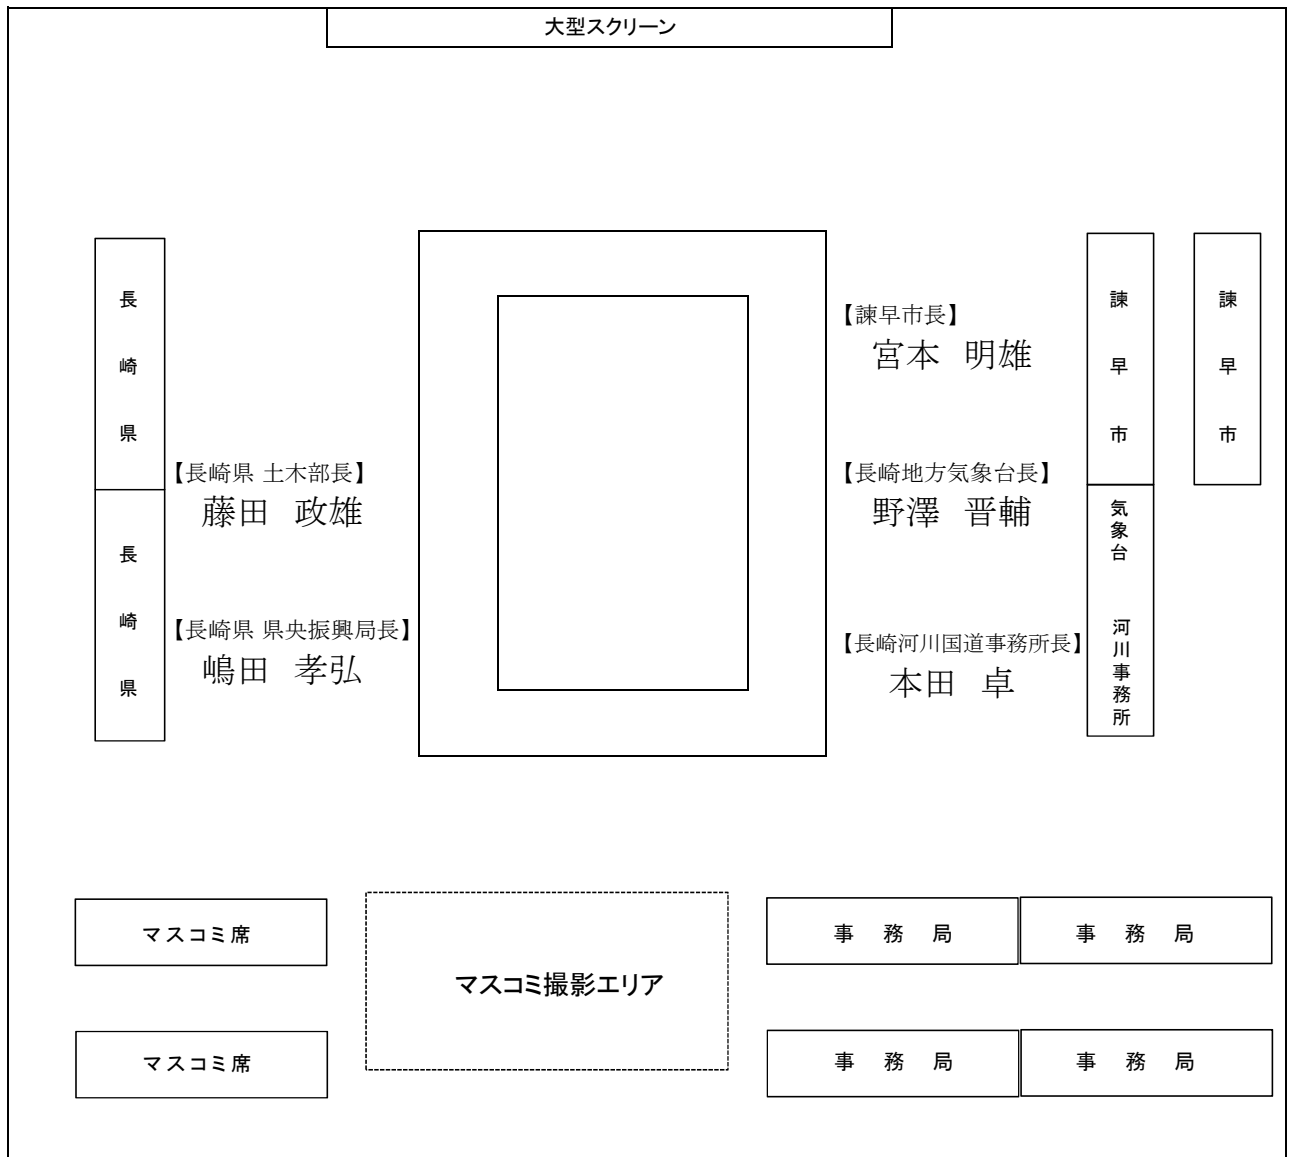 大型スクリーン
長崎県
長崎県
【長崎県 土木部長】
藤田 政雄
【長崎県 県央振興局長】
嶋田 孝弘
【諫早市長】
宮本 明雄
【長崎地方気象台長】
野澤 晋輔
【長崎河川国道事務所長】
本田 卓
諫早市
気象台 河川事務所
諫早市
マスコミ席
マスコミ撮影エリア
事務局
事務局
マスコミ席
事務局
事務局